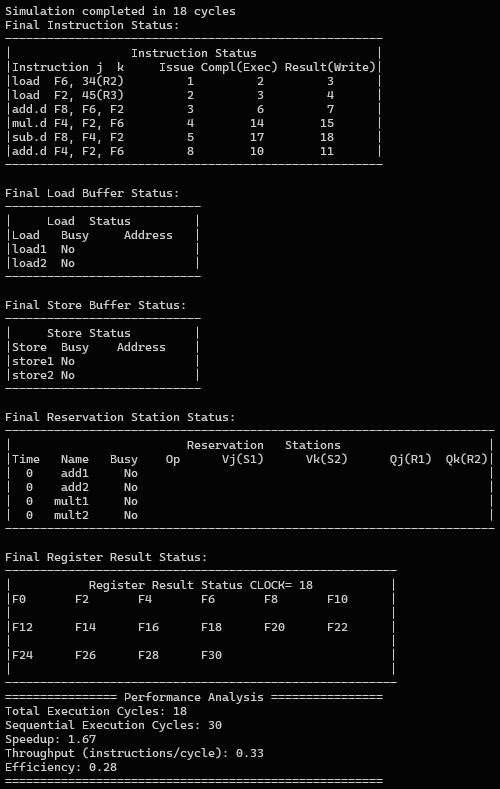 Simulation completed in 18 cycles
Final Instruction Status:
|                 Instruction Status                 |
|Instruction j  k     Issue Compl(Exec) Result(Write)|
|load  F6, 34(R2)         1         2         3      |
|load  F2, 45(R3)         2         3         4      |
|add.d F8, F6, F2         3         6         7      |
|mul.d F4, F2, F6         4        14        15      |
|sub.d F8, F4, F2         5        17        18      |
|add.d F4, F2, F6         8        10        11      |
Final Load Buffer Status:
|     Load  Status         |
|Load   Busy     Address   |
|load1  No                 |
|load2  No                 |
Final Store Buffer Status:
|     Store Status         |
|Store  Busy    Address    |
|store1 No                 |
|store2 No                 |
Final Reservation Station Status:
|                         Reservation   Stations                     |
|Time   Name   Busy    Op      Vj(S1)      Vk(S2)      Qj(R1)  Qk(R2)|
|  0    add1     No                                                  |
|  0    add2     No                                                  |
|  0   mult1     No                                                  |
|  0   mult2     No                                                  |
Final Register Result Status:
|           Register Result Status CLOCK= 18           |
|F0       F2       F4       F6       F8       F10      |
|F12      F14      F16      F18      F20      F22      |
|F24      F26      F28      F30                        |
================ Performance Analysis ================
Total Execution Cycles: 18
Sequential Execution Cycles: 30
Speedup: 1.67
Throughput (instructions/cycle): 0.33
Efficiency: 0.28
======================================================